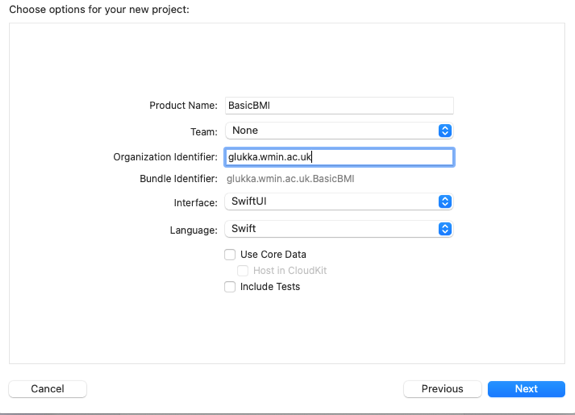 Choose options for your new project:
Product Name: BasicBMI
Team: None
Organization Identifier: glukka.wmin.ac.uk
Bundle Identifier: glukka.wmin.ac.uk.BasicBMI
Interface: SwiftUI
Language: Swift
Use Core Data
Host in CloudKit
Include Tests
Cancel Previous Next